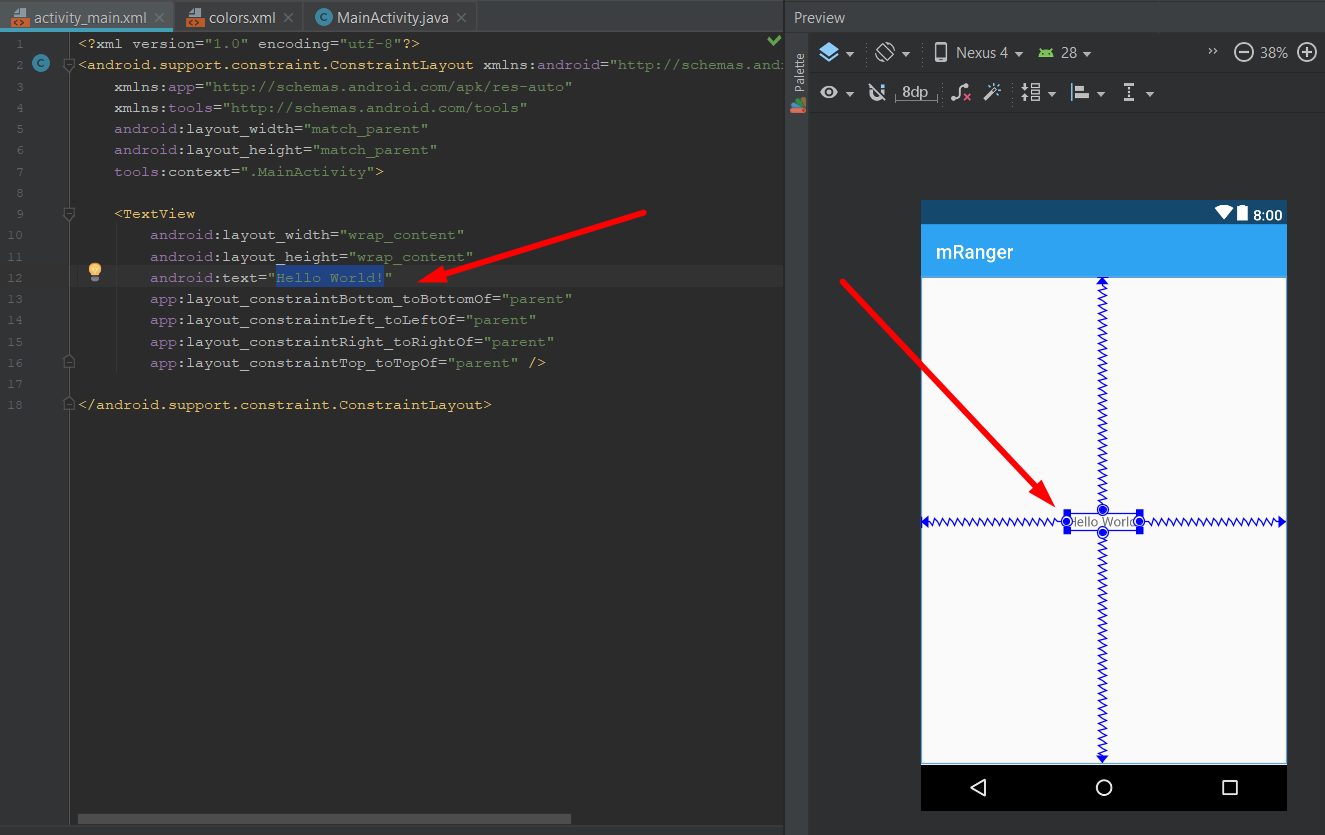 activity_main.xml
colors.xml
MainActivity.java
Preview
1 <?xml version="1.0" encoding="utf-8"?>
2 <android.support.constraint.ConstraintLayout xmlns:android="http://schemas.and
3 xmlns:app="http://schemas.android.com/apk/res-auto"
4 xmlns:tools="http://schemas.android.com/tools"
5 android:layout_width="match_parent"
6 android:layout_height="match_parent"
7 tools:context=".MainActivity">
8
9 <TextView
10 android:layout_width="wrap_content"
11 android:layout_height="wrap_content"
12 android:text="Hello World!"
13 app:layout_constraintBottom_toBottomOf="parent"
14 app:layout_constraintLeft_toLeftOf="parent"
15 app:layout_constraintRight_toRightOf="parent"
16 app:layout_constraintTop_toTopOf="parent" />
17
18 </android.support.constraint.ConstraintLayout>
Palette
Nexus 4
28
38%
8dp
8:00
mRanger
Hello World